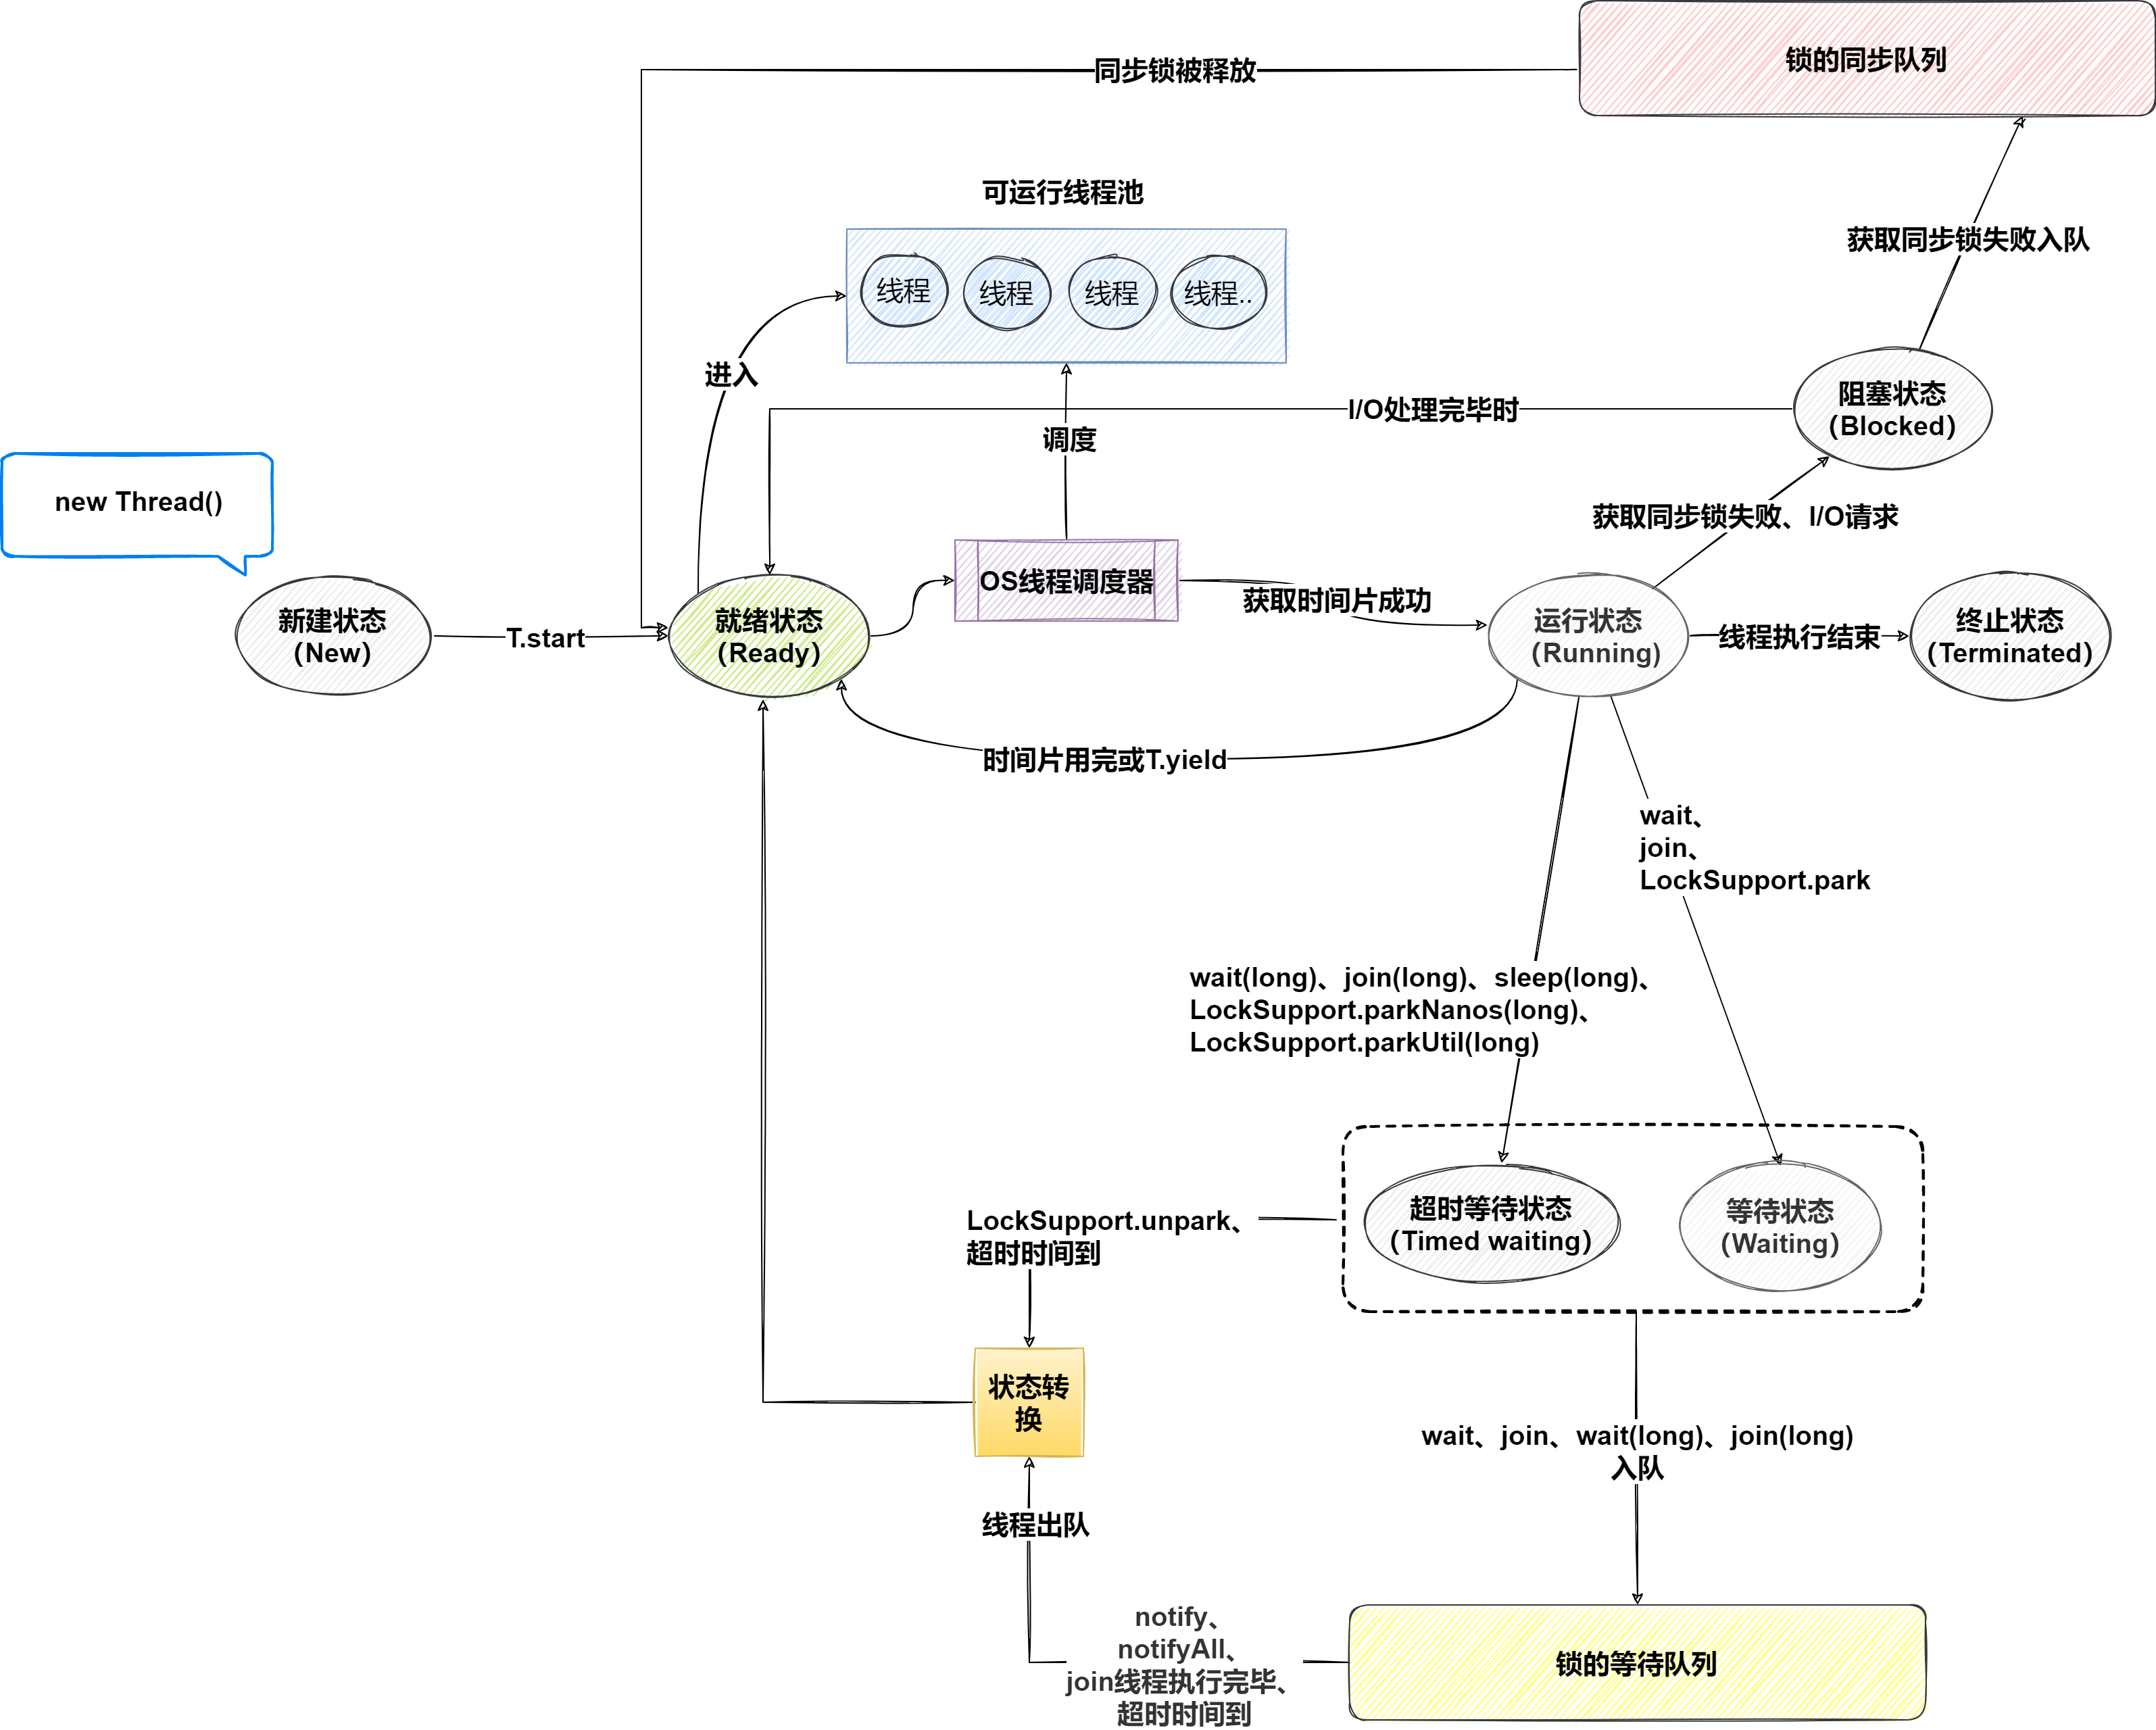 锁的同步队列
同步锁被释放
可运行线程池
获取同步锁失败入队
线程
线程
线程
线程..
进入
阻塞状态
（Blocked）
I/O处理完毕时
调度
new Thread()
获取同步锁失败、I/O请求
OS线程调度器
获取时间片成功
新建状态
（New）
T.start
就绪状态
（Ready）
运行状态
（Running)
线程执行结束
终止状态
（Terminated）
时间片用完或T.yield
wait、
join、
LockSupport.park
wait(long)、join(long)、sleep(long)、
LockSupport.parkNanos(long)、
LockSupport.parkUtil(long)
LockSupport.unpark、
超时时间到
超时等待状态
（Timed waiting）
等待状态
（Waiting）
状态转
换
wait、join、wait(long)、join(long)
入队
线程出队
notify、
notifyAll、
join线程执行完毕、
超时时间到
锁的等待队列